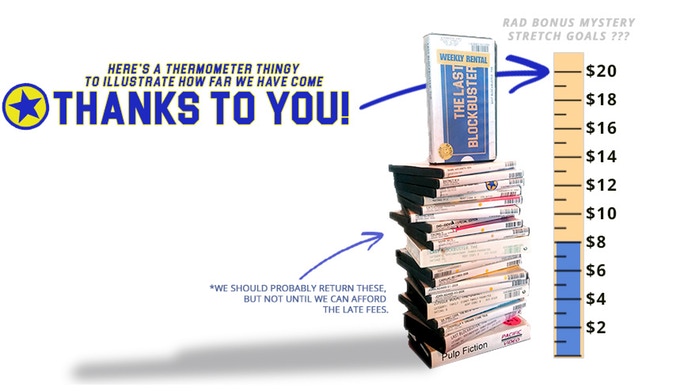 RAD BONUS MYSTERY
STRETCH GOALS ???
HERE'S A THERMOMETER THINGY
TO ILLUSTRATE HOW FAR WE HAVE COME
THANKS TO YOU!
WEEKLY RENTAL
THE LAST
BLOCKBUSTER
$20
$18
$16
$14
$12
$10
$8
$6
$4
$2
*WE SHOULD PROBABLY RETURN THESE,
BUT NOT UNTIL WE CAN AFFORD
THE LATE FEES.
Pulp Fiction
PACIFIC
VIDEO